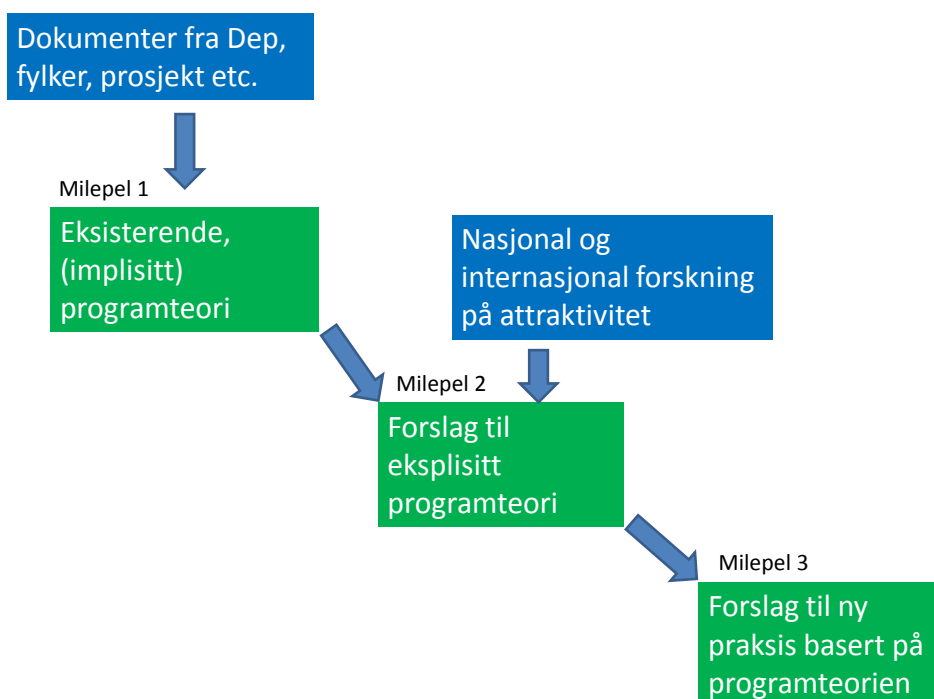 Dokumenter fra Dep,
fylker, prosjekt etc.
Milepel 1
Eksisterende,
(implisitt)
programteori
Nasjonal og
internasjonal forskning
på attraktivitet
Milepel 2
Forslag til
eksplisitt
programteori
Milepel 3
Forslag til ny
praksis basert på
programteorien